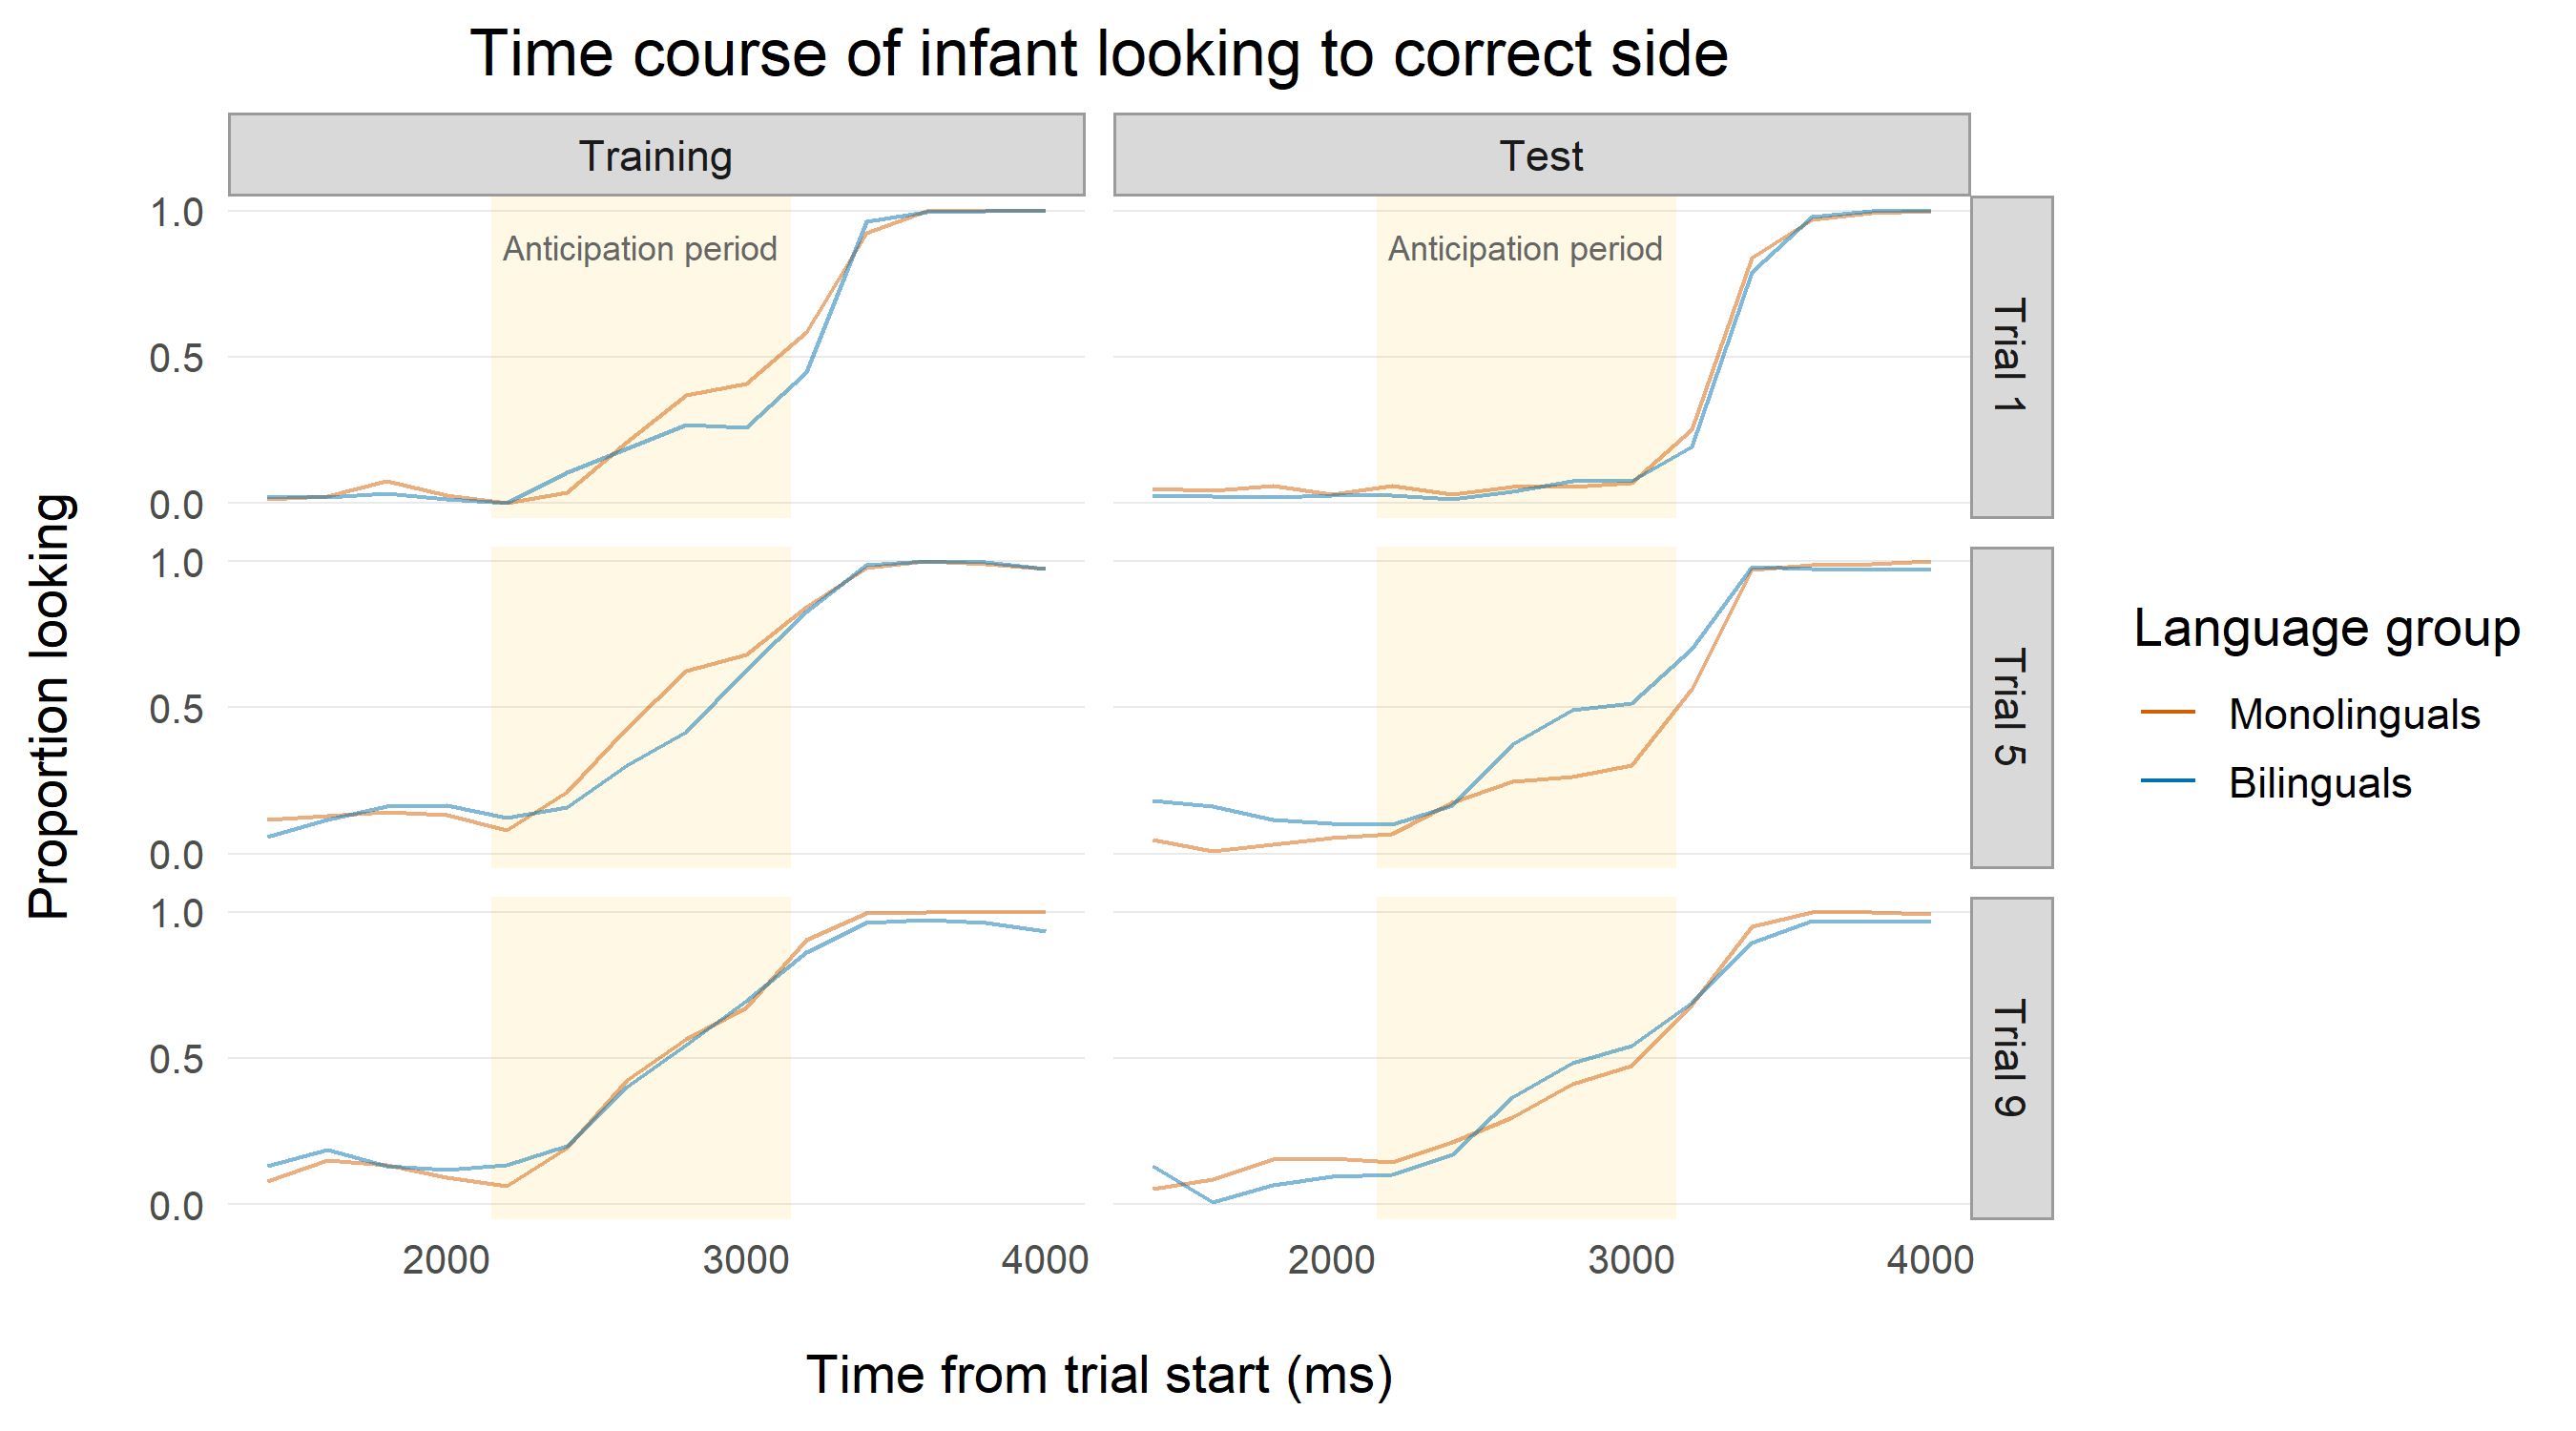 Time course of infant looking to correct side
Training
Test
1.0
Anticipation period
Anticipation period
0.5
0.0
Trial 1
1.0
0.5
0.0
Trial 5
1.0
0.5
0.0
Trial 9
2000 3000 4000
2000 3000 4000
Proportion looking
Time from trial start (ms)
Language group
Monolinguals
Bilinguals